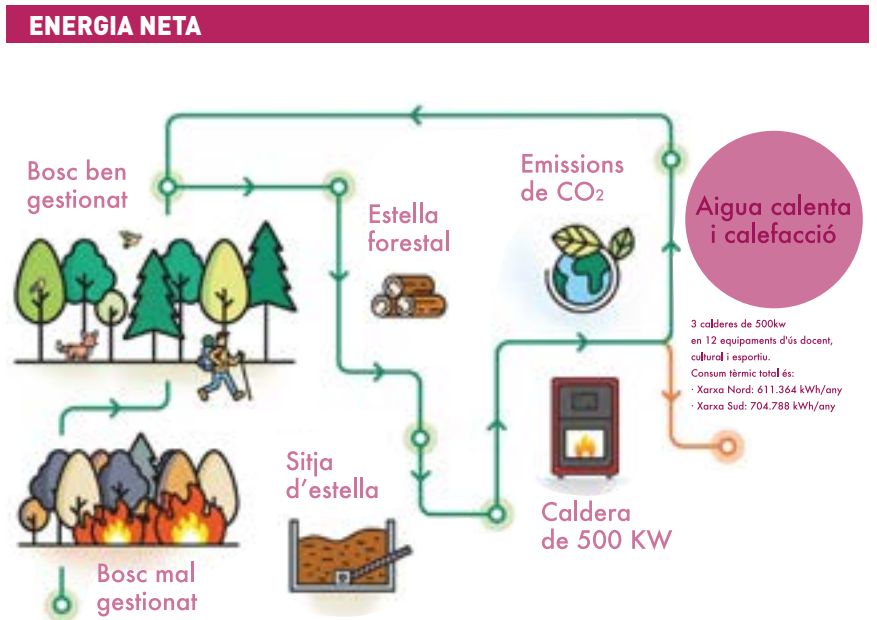 ENERGIA NETA
Bosc ben
gestionat
Estella
forestal
Emissions
de CO₂
Aigua calenta
i calefacció
3 calderes de 500kw
en 12 equipaments d'ús docent,
cultural i esportiu.
Consum tèrmic total és:
· Xarxa Nord: 611.364 kWh/any
· Xarxa Sud: 704.788 kWh/any
Sitja
d'estella
Caldera
de 500 KW
Bosc mal
gestionat